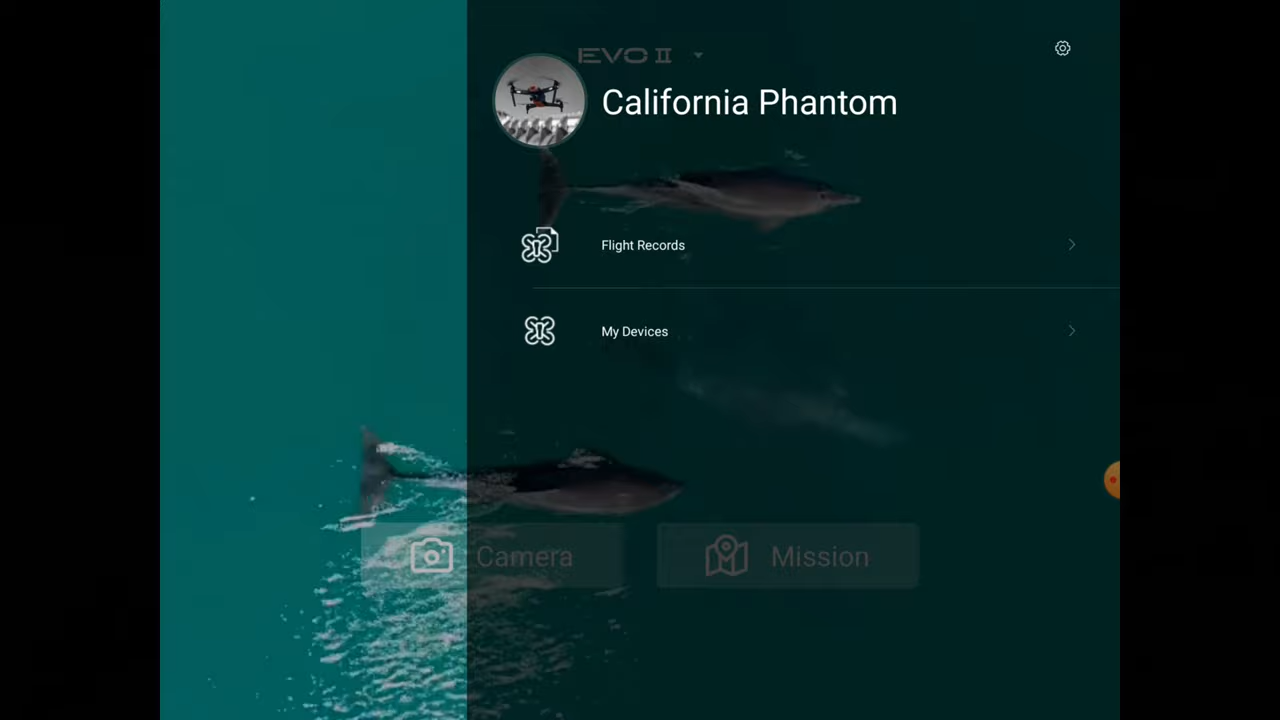 EVO II
California Phantom
Flight Records
My Devices
Camera
Mission